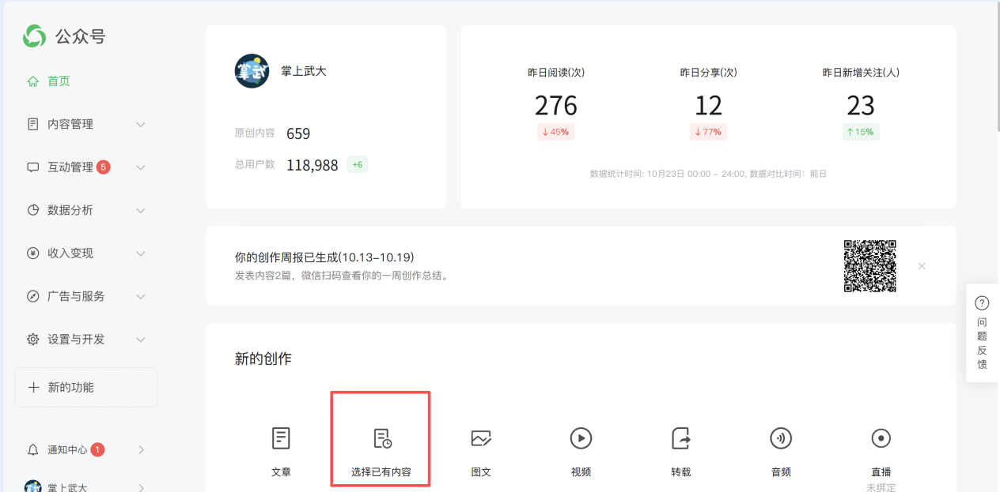 公众号
首页
内容管理
互动管理 5
数据分析
收入变现
广告与服务
设置与开发
新的功能
通知中心 1
掌上武大
掌武
掌上武大
原创内容 659
总用户数 118,988 +6
昨日阅读(次) 昨日分享(次) 昨日新增关注(人)
276 12 23
↓45% ↓77% ↑15%
数据统计时间: 10月23日 00:00 – 24:00, 数据对比时间：前日
你的创作周报已生成(10.13–10.19)
发表内容2篇，微信扫码查看你的一周创作总结。
新的创作
文章 选择已有内容 图文 视频 转载 音频 直播
未绑定
问
题
反
馈